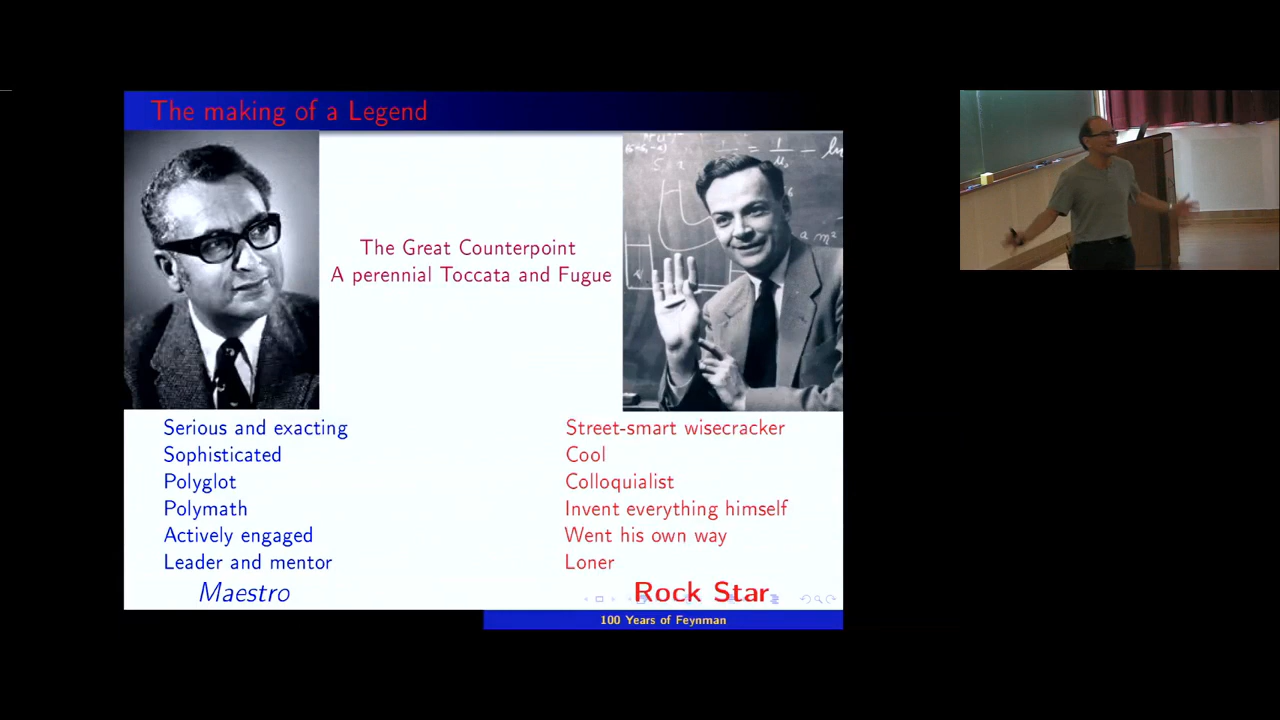 The making of a Legend
The Great Counterpoint
A perennial Toccata and Fugue
Serious and exacting
Sophisticated
Polyglot
Polymath
Actively engaged
Leader and mentor
Maestro
Street-smart wisecracker
Cool
Colloquialist
Invent everything himself
Went his own way
Loner
Rock Star
100 Years of Feynman